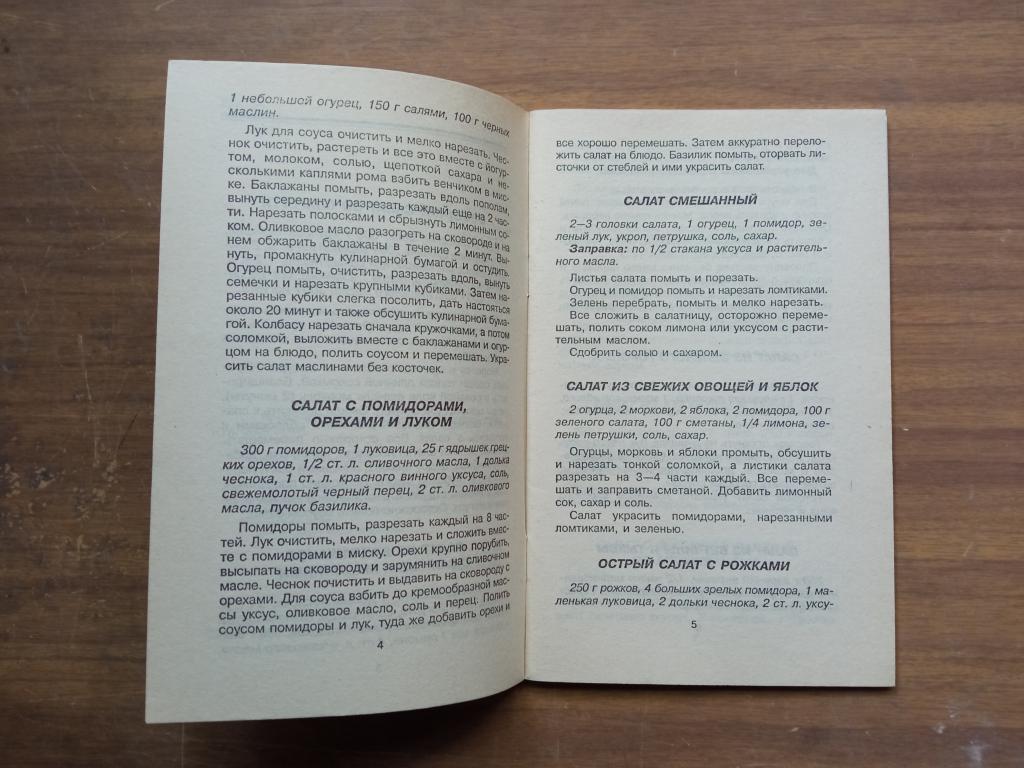 1 небольшой огурец, 150 г салями, 100 г черных
маслин.
Лук для соуса очистить и мелко нарезать. Чес-
нок очистить, растереть и все это вместе с йогур-
том, молоком, солью, щепоткой сахара и не-
сколькими каплями рома взбить венчиком в мис-
ке. Баклажаны помыть, разрезать вдоль пополам,
вынуть середину и разрезать каждый еще на 2 час-
ти. Нарезать полосками и сбрызнуть лимонным со-
ком. Оливковое масло разогреть на сковороде и на
нем обжарить баклажаны в течение 2 минут. Вы-
нуть, промакнуть кулинарной бумагой и остудить.
Огурец помыть, очистить, разрезать вдоль, вынуть
семечки и нарезать крупными кубиками. Затем на-
резанные кубики слегка посолить, дать настояться
около 20 минут и также обсушить кулинарной бума-
гой. Колбасу нарезать сначала кружочками, а потом
соломкой, выложить вместе с баклажанами и огур-
цом на блюдо, полить соусом и перемешать. Укра-
сить салат маслинами без косточек.
САЛАТ С ПОМИДОРАМИ,
ОРЕХАМИ И ЛУКОМ
300 г помидоров, 1 луковица, 25 г ядрышек грец-
ких орехов, 1/2 ст. л. сливочного масла, 1 долька
чеснока, 1 ст. л. красного винного уксуса, соль,
свежемолотый черный перец, 2 ст. л. оливкового
масла, пучок базилика.
Помидоры помыть, разрезать каждый на 8 час-
тей. Лук очистить, мелко нарезать и сложить вмес-
те с помидорами в миску. Орехи крупно порубить,
высыпать на сковороду и зарумянить на сливочном
масле. Чеснок почистить и выдавить на сковороду с
орехами. Для соуса взбить до кремообразной мас-
сы уксус, оливковое масло, соль и перец. Полить
соусом помидоры и лук, туда же добавить орехи и
4
все хорошо перемешать. Затем аккуратно перело-
жить салат на блюдо. Базилик помыть, оторвать лис-
точки от стеблей и ими украсить салат.
САЛАТ СМЕШАННЫЙ
2—3 головки салата, 1 огурец, 1 помидор, зе-
леный лук, укроп, петрушка, соль, сахар.
Заправка: по 1/2 стакана уксуса и раститель-
ного масла.
Листья салата помыть и порезать.
Огурец и помидор помыть и нарезать ломтиками.
Зелень перебрать, помыть и мелко нарезать.
Все сложить в салатницу, осторожно переме-
шать, полить соком лимона или уксусом с расти-
тельным маслом.
Сдобрить солью и сахаром.
САЛАТ ИЗ СВЕЖИХ ОВОЩЕЙ И ЯБЛОК
2 огурца, 2 моркови, 2 яблока, 2 помидора, 100 г
зеленого салата, 100 г сметаны, 1/4 лимона, зе-
лень петрушки, соль, сахар.
Огурцы, морковь и яблоки промыть, обсушить
и нарезать тонкой соломкой, а листики салата
разрезать на 3—4 части каждый. Все переме-
шать и заправить сметаной. Добавить лимонный
сок, сахар и соль.
Салат украсить помидорами, нарезанными
ломтиками, и зеленью.
ОСТРЫЙ САЛАТ С РОЖКАМИ
250 г рожков, 4 больших зрелых помидора, 1 ма-
ленькая луковица, 2 дольки чеснока, 2 ст. л. уксу-
5